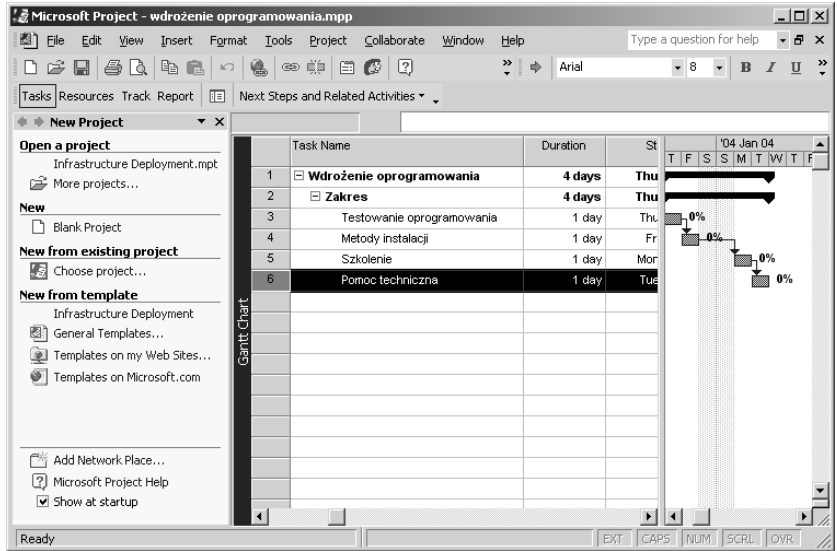 Microsoft Project - wdrożenie oprogramowania.mpp
File Edit View Insert Format Tools Project Collaborate Window Help
Type a question for help
Arial 8 B I U
Tasks Resources Track Report Next Steps and Related Activities
New Project
Open a project
Infrastructure Deployment.mpt
More projects...
New
Blank Project
New from existing project
Choose project...
New from template
Infrastructure Deployment
General Templates...
Templates on my Web Sites...
Templates on Microsoft.com
Add Network Place...
Microsoft Project Help
Show at startup
Gantt Chart
Task Name Duration St
1 Wdrożenie oprogramowania 4 days Thu
2 Zakres 4 days Thu
3 Testowanie oprogramowania 1 day Thu
4 Metody instalacji 1 day Fr
5 Szkolenie 1 day Mor
6 Pomoc techniczna 1 day Tue
'04 Jan 04
T F S S M T W T F
0%
0%
0%
0%
Ready
EXT CAPS NUM SCRL OVR